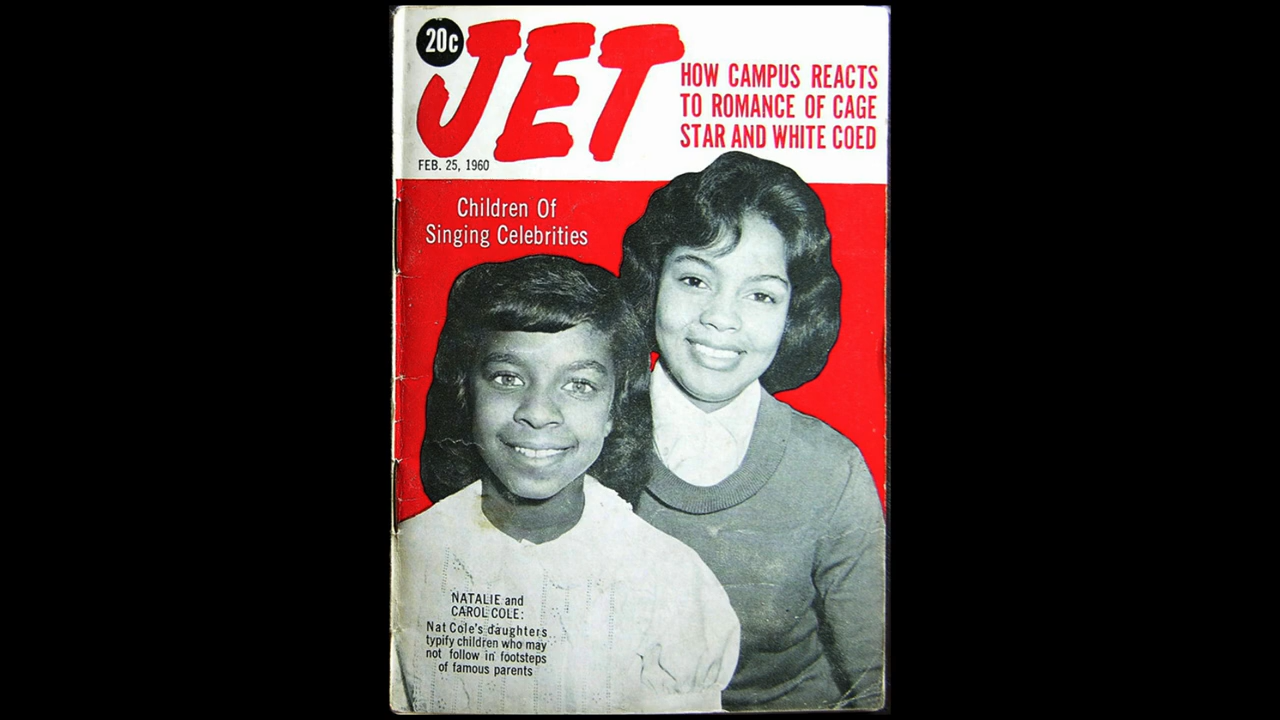 20c
JET
HOW CAMPUS REACTS
TO ROMANCE OF CAGE
STAR AND WHITE COED
FEB. 25, 1960
Children Of
Singing Celebrities
NATALIE and
CAROL COLE:
Nat Cole's daughters
typify children who may
not follow in footsteps
of famous parents